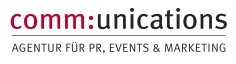 comm:unications
AGENTUR FÜR PR, EVENTS & MARKETING